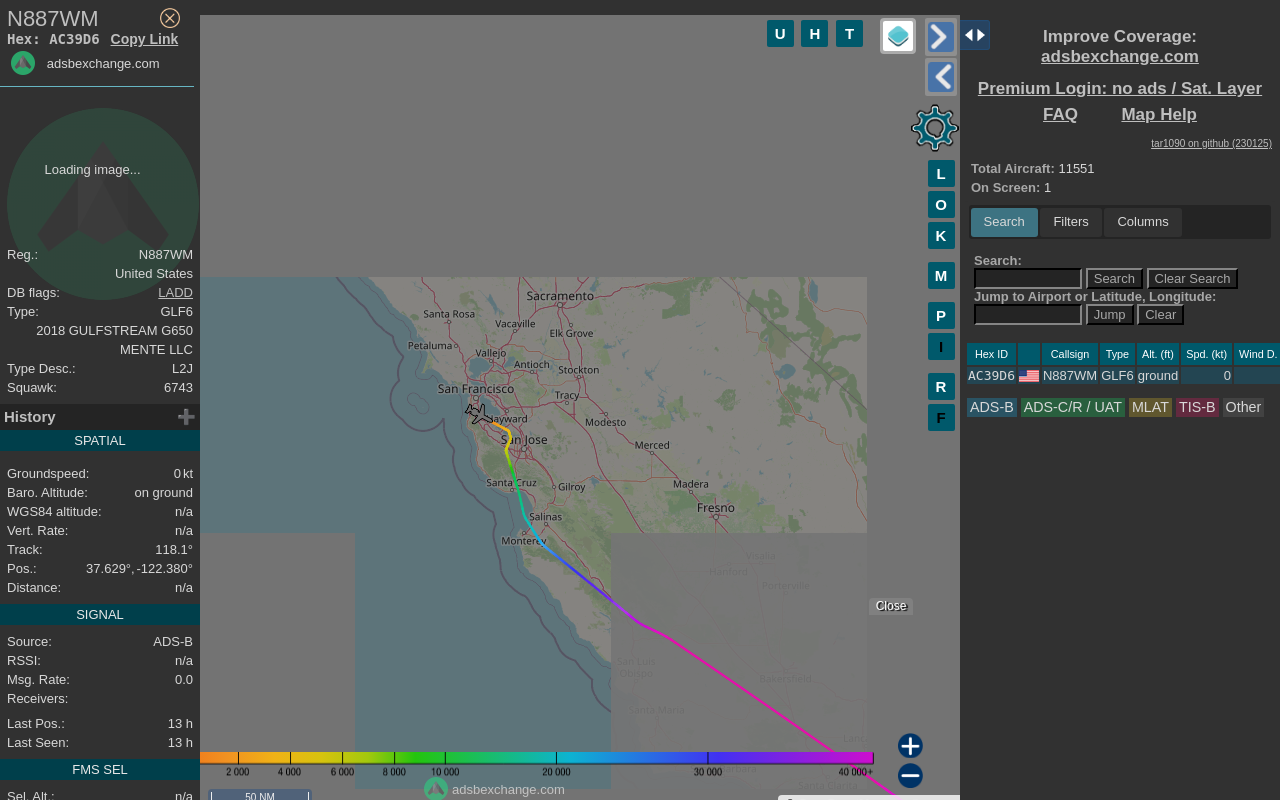 N887WM
Hex: AC39D6 Copy Link
adsbexchange.com
Loading image...
Reg.: N887WM
United States
DB flags: LADD
Type: GLF6
2018 GULFSTREAM G650
MENTE LLC
Type Desc.: L2J
Squawk: 6743
History
SPATIAL
Groundspeed: 0 kt
Baro. Altitude: on ground
WGS84 altitude: n/a
Vert. Rate: n/a
Track: 118.1°
Pos.: 37.629°, -122.380°
Distance: n/a
SIGNAL
Source: ADS-B
RSSI: n/a
Msg. Rate: 0.0
Receivers:
Last Pos.: 13 h
Last Seen: 13 h
FMS SEL
Sel. Alt.: n/a
U H T
L
O
K
M
P
I
R
F
Sacramento
Santa Rosa
Vacaville
Elk Grove
Petaluma
Vallejo
Antioch
Stockton
San Francisco
Tracy
Hayward
Modesto
San Jose
Merced
Santa Cruz
Gilroy
Madera
Fresno
Salinas
Monterey
Visalia
Hanford
Porterville
San Luis
Obispo
Bakersfield
Santa Maria
Close
2 000 4 000 6 000 8 000 10 000 20 000 30 000 40 000+
adsbexchange.com
50 NM
Improve Coverage:
adsbexchange.com
Premium Login: no ads / Sat. Layer
FAQ Map Help
tar1090 on github (230125)
Total Aircraft: 11551
On Screen: 1
Search Filters Columns
Search:
Search Clear Search
Jump to Airport or Latitude, Longitude:
Jump Clear
Hex ID Callsign Type Alt. (ft) Spd. (kt) Wind D.
AC39D6 N887WM GLF6 ground 0
ADS-B ADS-C/R / UAT MLAT TIS-B Other